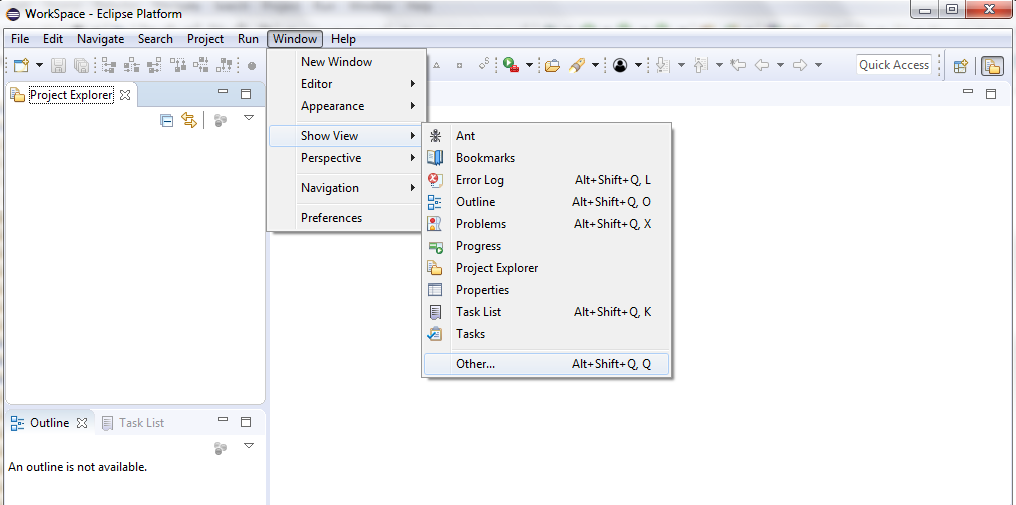 WorkSpace - Eclipse Platform
File Edit Navigate Search Project Run Window Help
New Window
Editor
Appearance
Show View
Perspective
Navigation
Preferences
Quick Access
Project Explorer
Ant
Bookmarks
Error Log Alt+Shift+Q, L
Outline Alt+Shift+Q, O
Problems Alt+Shift+Q, X
Progress
Project Explorer
Properties
Task List Alt+Shift+Q, K
Tasks
Other... Alt+Shift+Q, Q
Outline Task List
An outline is not available.